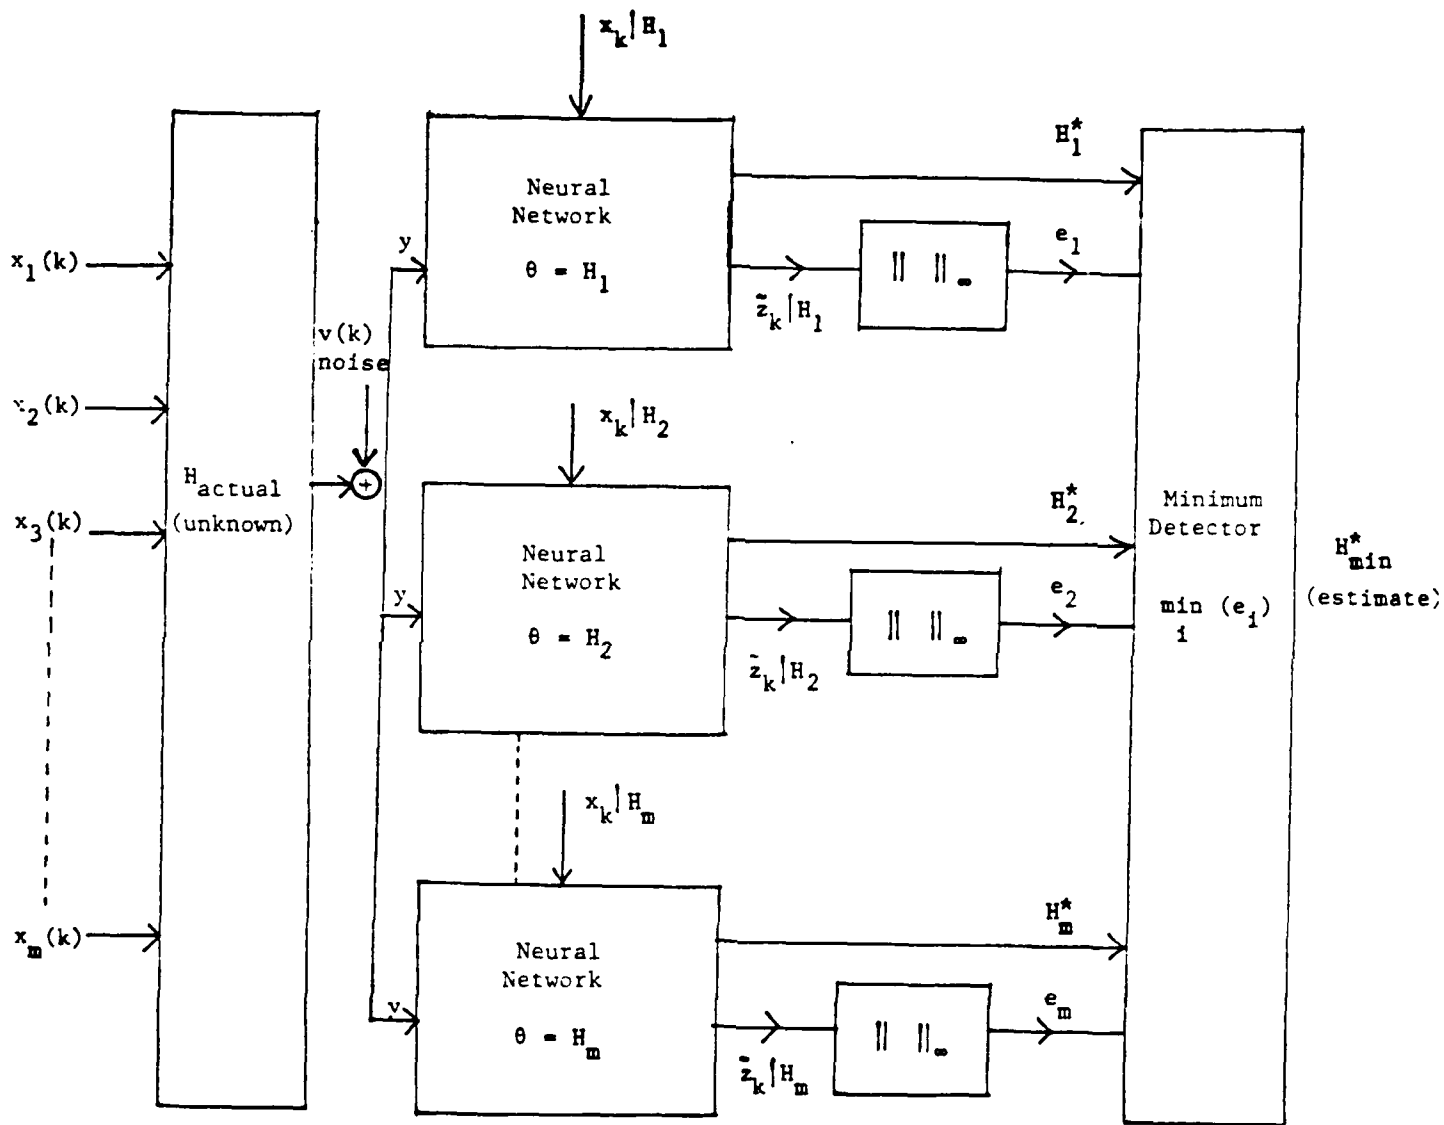 x_k|H_1
H_1^*
Neural
Network
θ = H_1
y
x_1(k)
e_1
|| ||_∞
z̃_k|H_1
v(k)
noise
x_2(k)
x_k|H_2
H_actual
(unknown)
x_3(k)
H_2^*
Minimum
Detector
min (e_i)
i
H_min^*
(estimate)
Neural
Network
θ = H_2
y
e_2
|| ||_∞
z̃_k|H_2
x_k|H_m
x_m(k)
H_m^*
Neural
Network
θ = H_m
y
e_m
|| ||_∞
z̃_k|H_m